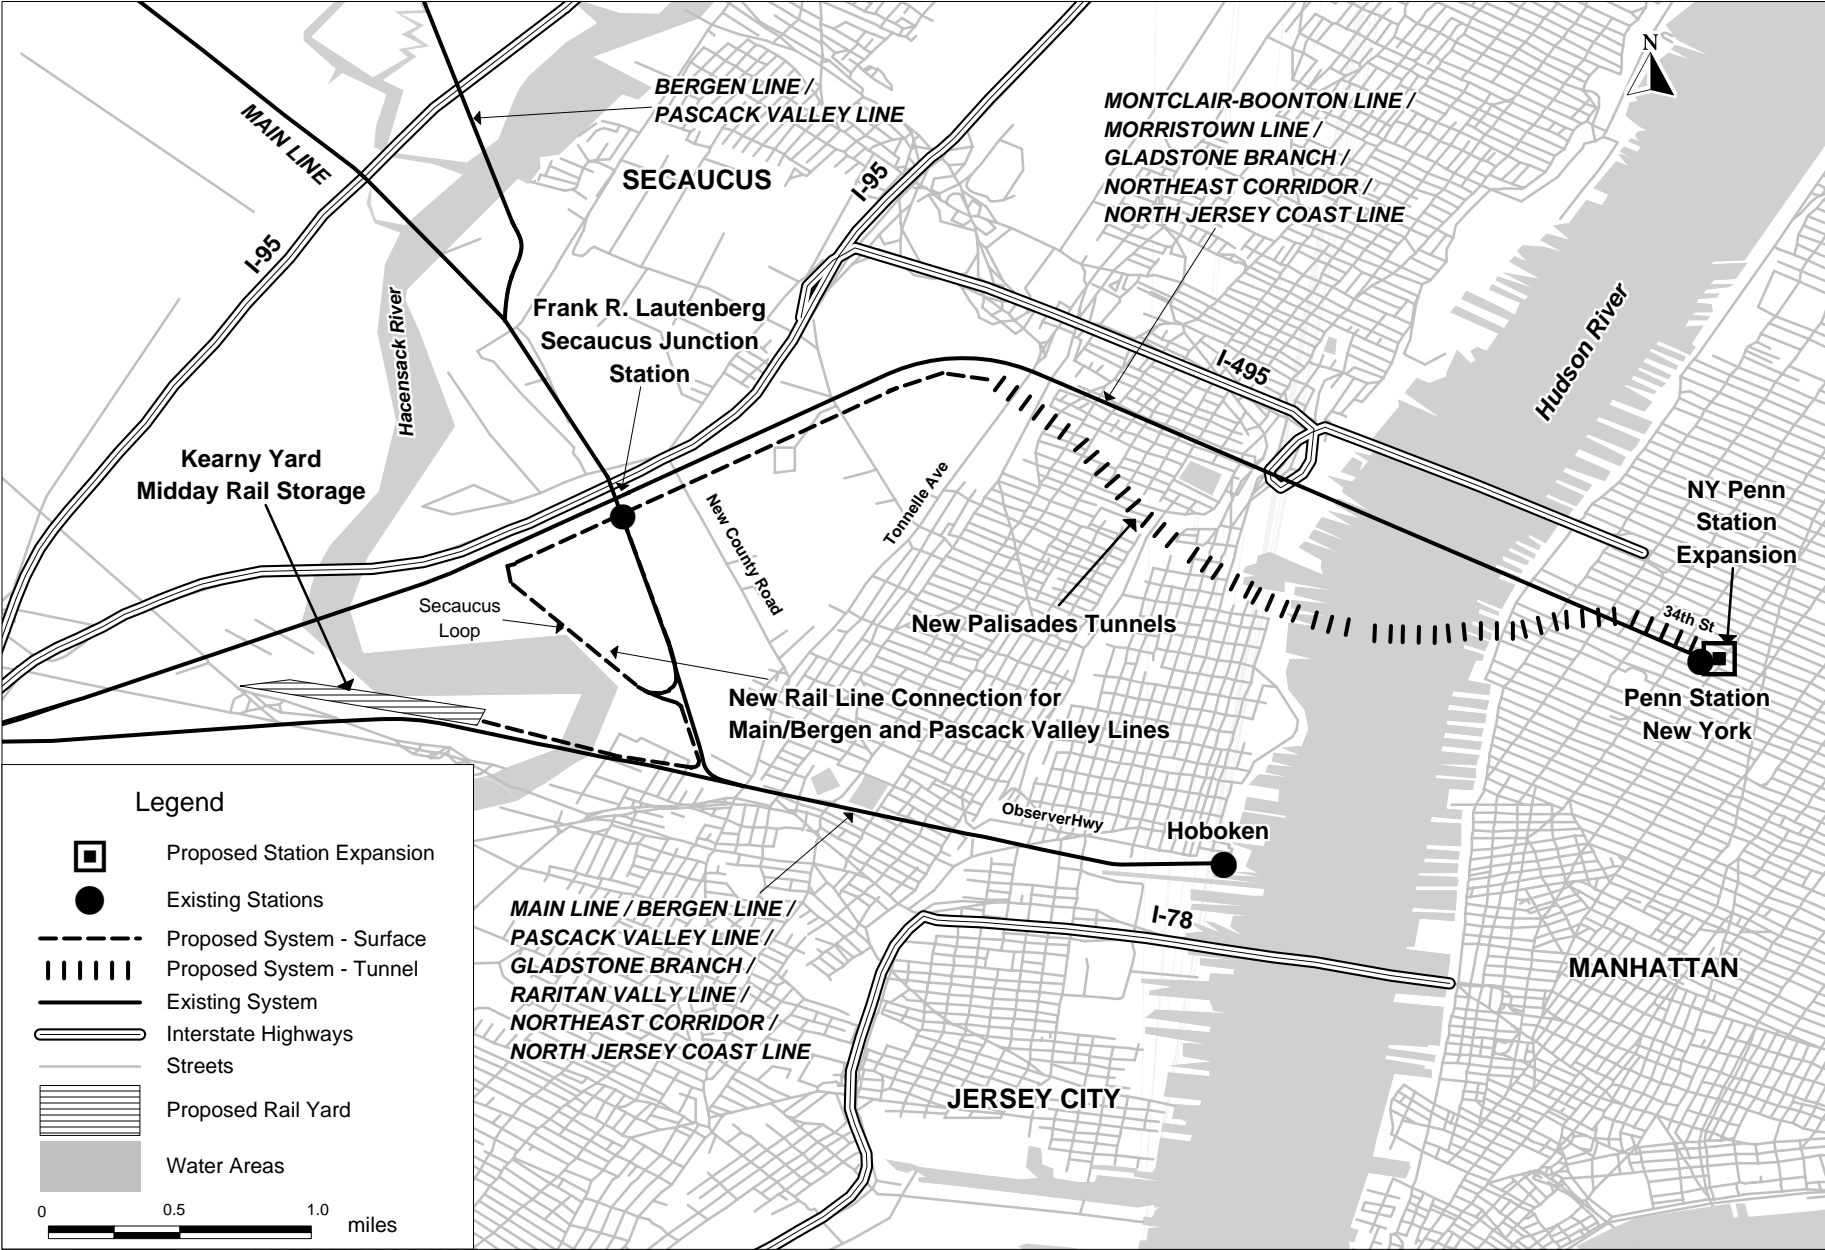 N
BERGEN LINE /
PASCACK VALLEY LINE
MAIN LINE
SECAUCUS
I-95
MONTCLAIR-BOONTON LINE /
MORRISTOWN LINE /
GLADSTONE BRANCH /
NORTHEAST CORRIDOR /
NORTH JERSEY COAST LINE
I-95
Hacensack River
Frank R. Lautenberg
Secaucus Junction
Station
I-495
Hudson River
Kearny Yard
Midday Rail Storage
New County Road
Tonnelle Ave
NY Penn
Station
Expansion
Secaucus
Loop
New Palisades Tunnels
34th St
New Rail Line Connection for
Main/Bergen and Pascack Valley Lines
Penn Station
New York
ObserverHwy
Hoboken
MAIN LINE / BERGEN LINE /
PASCACK VALLEY LINE /
GLADSTONE BRANCH /
RARITAN VALLY LINE /
NORTHEAST CORRIDOR /
NORTH JERSEY COAST LINE
I-78
MANHATTAN
JERSEY CITY
Legend
Proposed Station Expansion
Existing Stations
Proposed System - Surface
Proposed System - Tunnel
Existing System
Interstate Highways
Streets
Proposed Rail Yard
Water Areas
0 0.5 1.0
miles